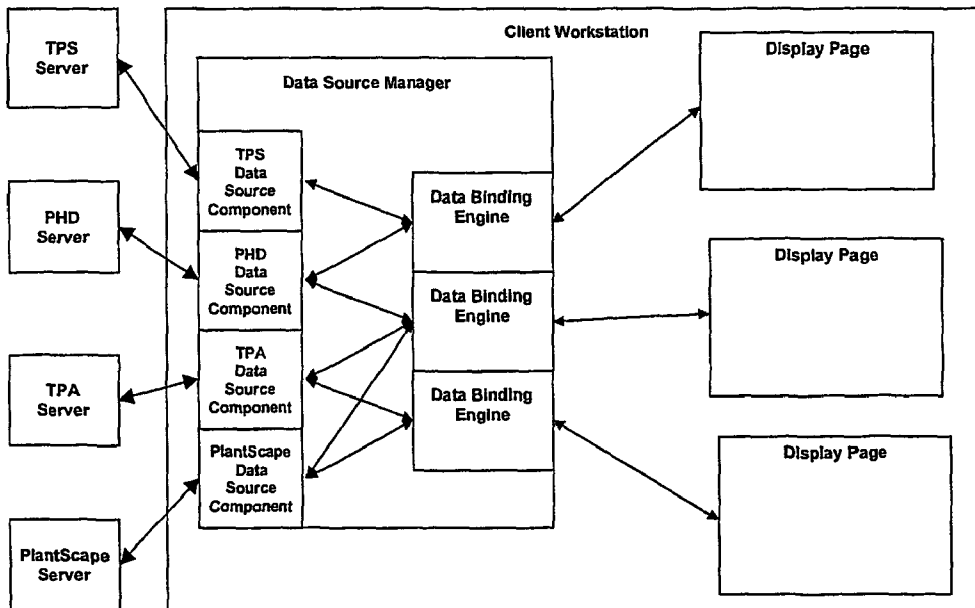 TPS
Server
PHD
Server
TPA
Server
PlantScape
Server
Client Workstation
Data Source Manager
TPS
Data
Source
Component
PHD
Data
Source
Component
TPA
Data
Source
Component
PlantScape
Data
Source
Component
Data Binding
Engine
Data Binding
Engine
Data Binding
Engine
Display Page
Display Page
Display Page